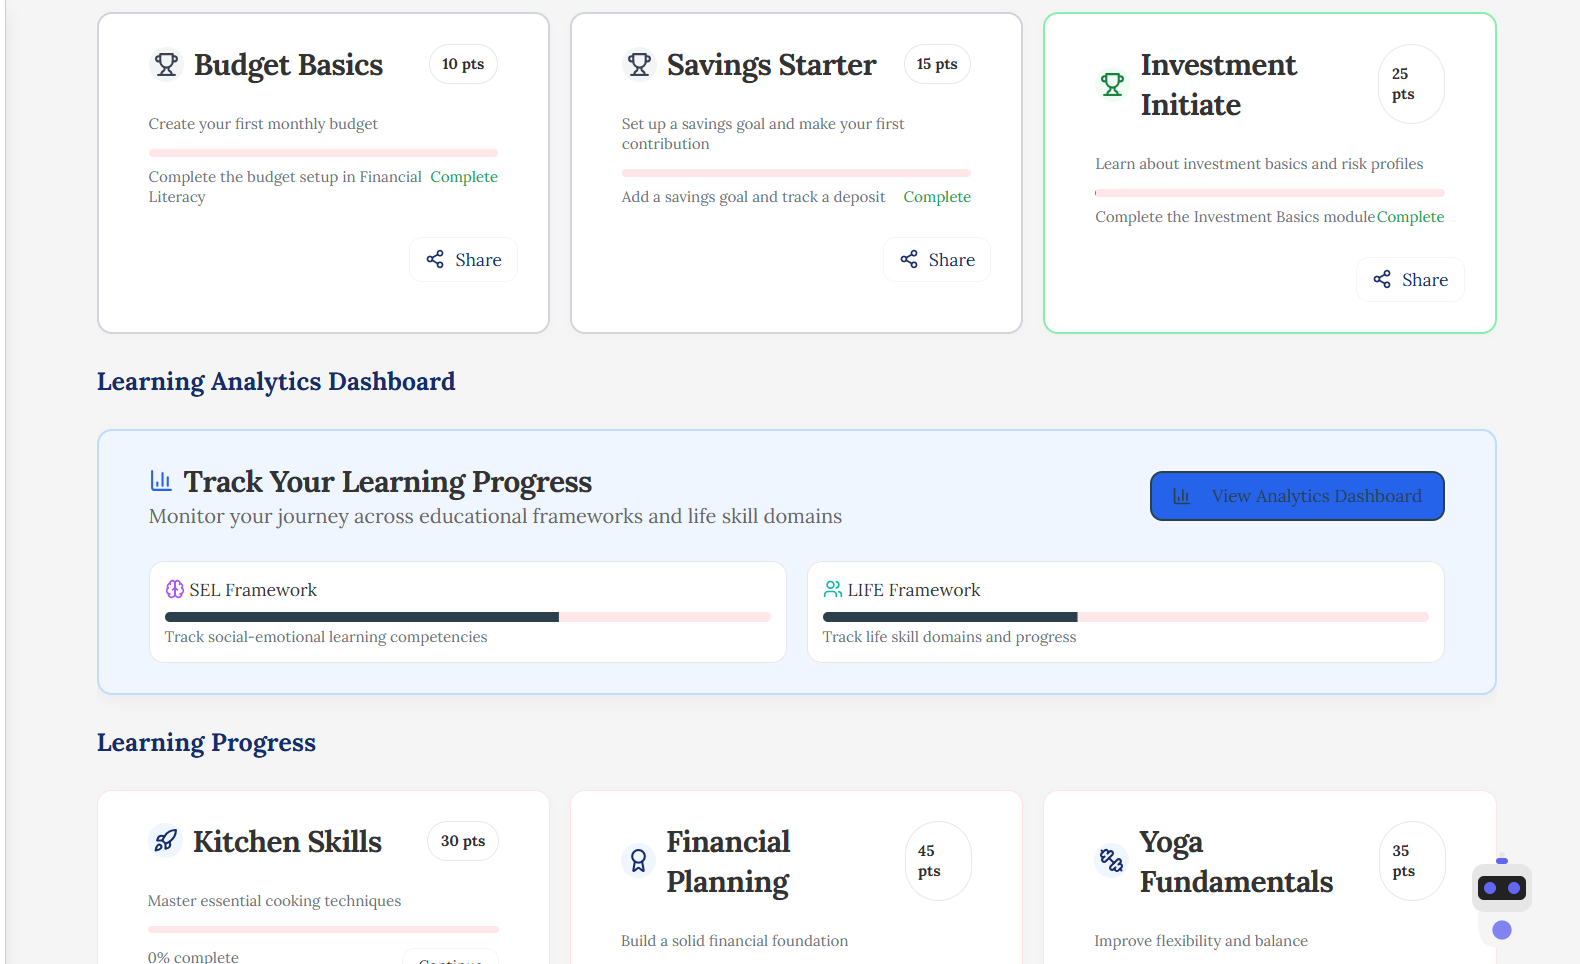 Budget Basics
10 pts
Create your first monthly budget
Complete the budget setup in Financial
Literacy
Complete
Share
Savings Starter
15 pts
Set up a savings goal and make your first
contribution
Add a savings goal and track a deposit
Complete
Share
Investment
Initiate
25
pts
Learn about investment basics and risk profiles
Complete the Investment Basics module
Complete
Share
Learning Analytics Dashboard
Track Your Learning Progress
Monitor your journey across educational frameworks and life skill domains
View Analytics Dashboard
SEL Framework
Track social-emotional learning competencies
LIFE Framework
Track life skill domains and progress
Learning Progress
Kitchen Skills
30 pts
Master essential cooking techniques
0% complete
Continue
Financial
Planning
45
pts
Build a solid financial foundation
Yoga
Fundamentals
35
pts
Improve flexibility and balance